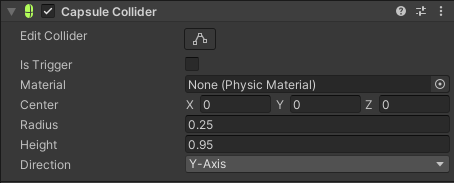 Capsule Collider
Edit Collider
Is Trigger
Material None (Physic Material)
Center X 0 Y 0 Z 0
Radius 0.25
Height 0.95
Direction Y-Axis